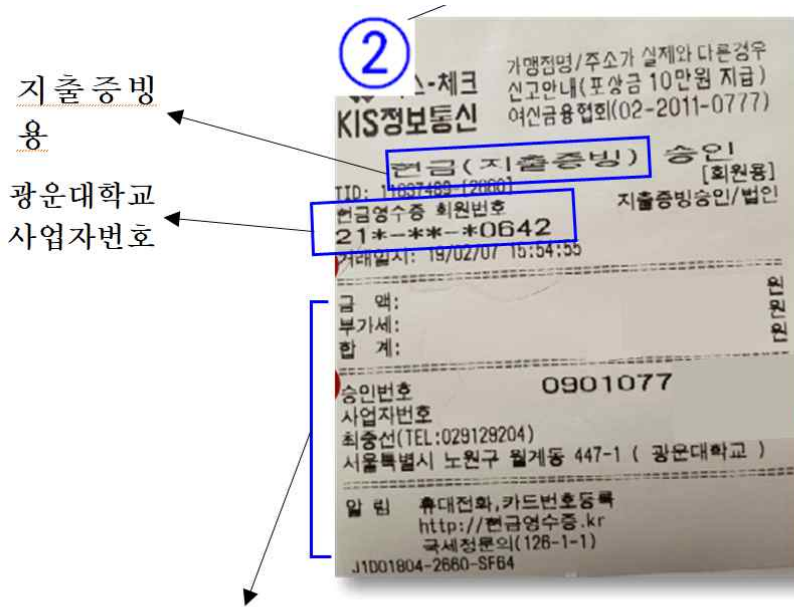 지출증빙
용
광운대학교
사업자번호
②
-체크
KIS정보통신
가맹점명/주소가 실제와 다른경우
신고안내(포상금 10만원 지급)
여신금융협회(02-2011-0777)
현금(지출증빙) 승인
[회원용]
TID: 11837489-[2660]
지출증빙승인/법인
현금영수증 회원번호
21*-**-*0642
거래일시: 19/02/07 15:54:55
금 액: 원
부가세: 원
합 계: 원
승인번호 0901077
사업자번호
최중선(TEL:029129204)
서울특별시 노원구 월계동 447-1 ( 광운대학교 )
알 림 휴대전화,카드번호등록
http://현금영수증.kr
국세청문의(126-1-1)
J1D01804-2660-SF64